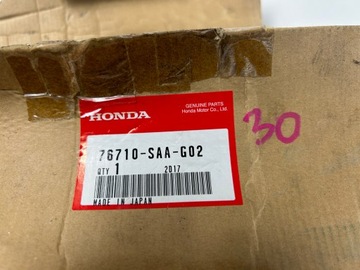 GENUINE PARTS
HONDA
Honda Motor Co., Ltd.
30
76710-SAA-G02
QTY 1
2017
MADE IN JAPAN